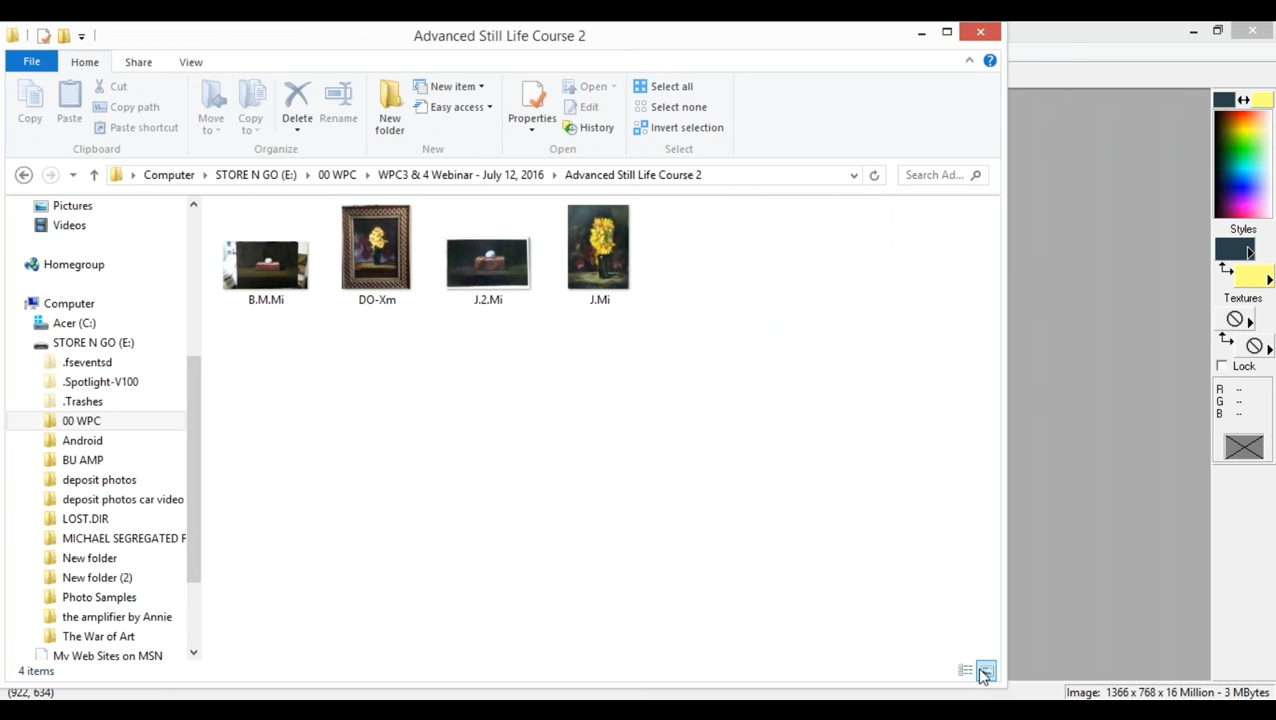 Advanced Still Life Course 2
File
Home
Share
View
Copy
Paste
Cut
Copy path
Paste shortcut
Clipboard
Move to
Copy to
Delete
Rename
Organize
New folder
New item
Easy access
New
Properties
Open
Edit
History
Open
Select all
Select none
Invert selection
Select
Computer
STORE N GO (E:)
00 WPC
WPC3 & 4 Webinar - July 12, 2016
Advanced Still Life Course 2
Search Ad...
Pictures
Videos
Homegroup
Computer
Acer (C:)
STORE N GO (E:)
.fseventsd
.Spotlight-V100
.Trashes
00 WPC
Android
BU AMP
deposit photos
deposit photos car video
LOST.DIR
MICHAEL SEGREGATED F
New folder
New folder (2)
Photo Samples
the amplifier by Annie
The War of Art
My Web Sites on MSN
B.M.Mi
DO-Xm
J.2.Mi
J.Mi
4 items
Styles
Textures
Lock
R --
G --
B --
(922, 634)
Image: 1366 x 768 x 16 Million - 3 MBytes